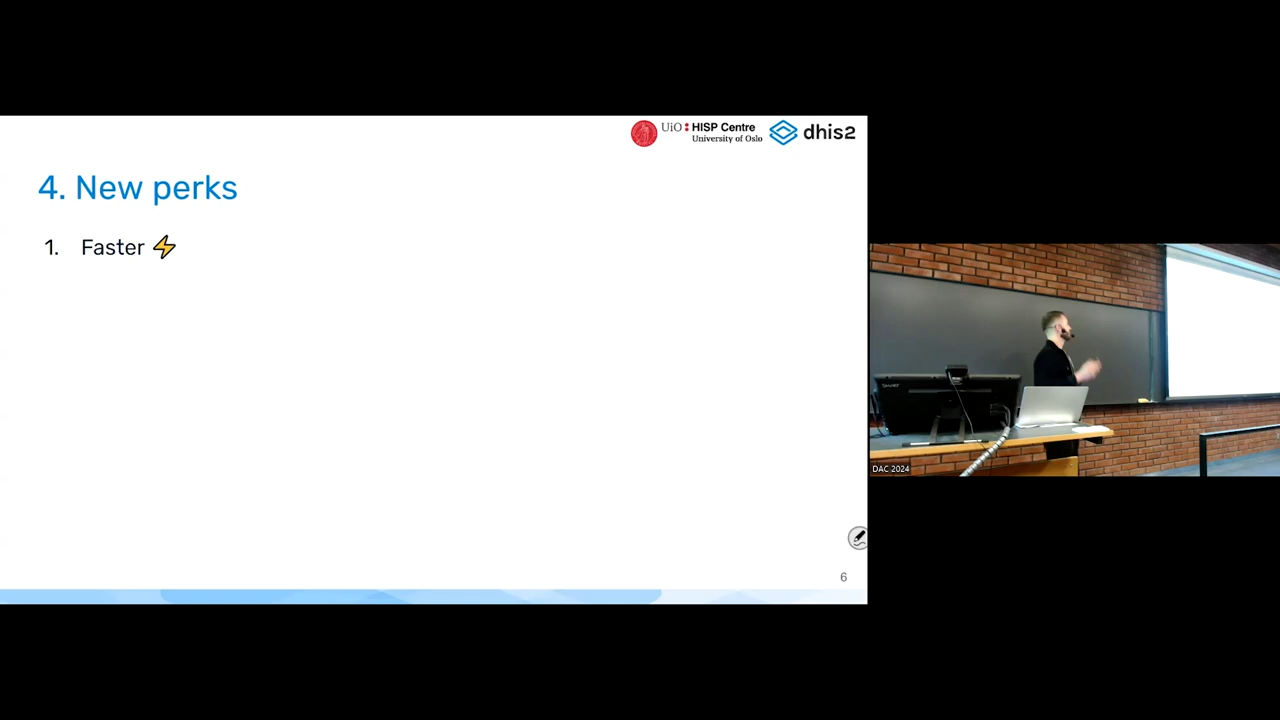 UiO HISP Centre
University of Oslo
dhis2
4. New perks
1. Faster ⚡
6
DAC 2024